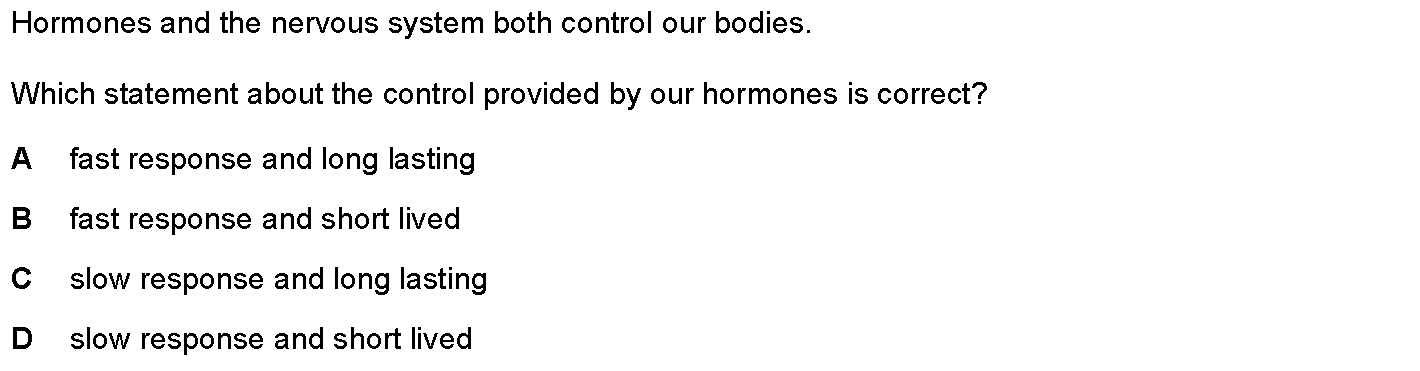 Hormones and the nervous system both control our bodies.
Which statement about the control provided by our hormones is correct?
A fast response and long lasting
B fast response and short lived
C slow response and long lasting
D slow response and short lived